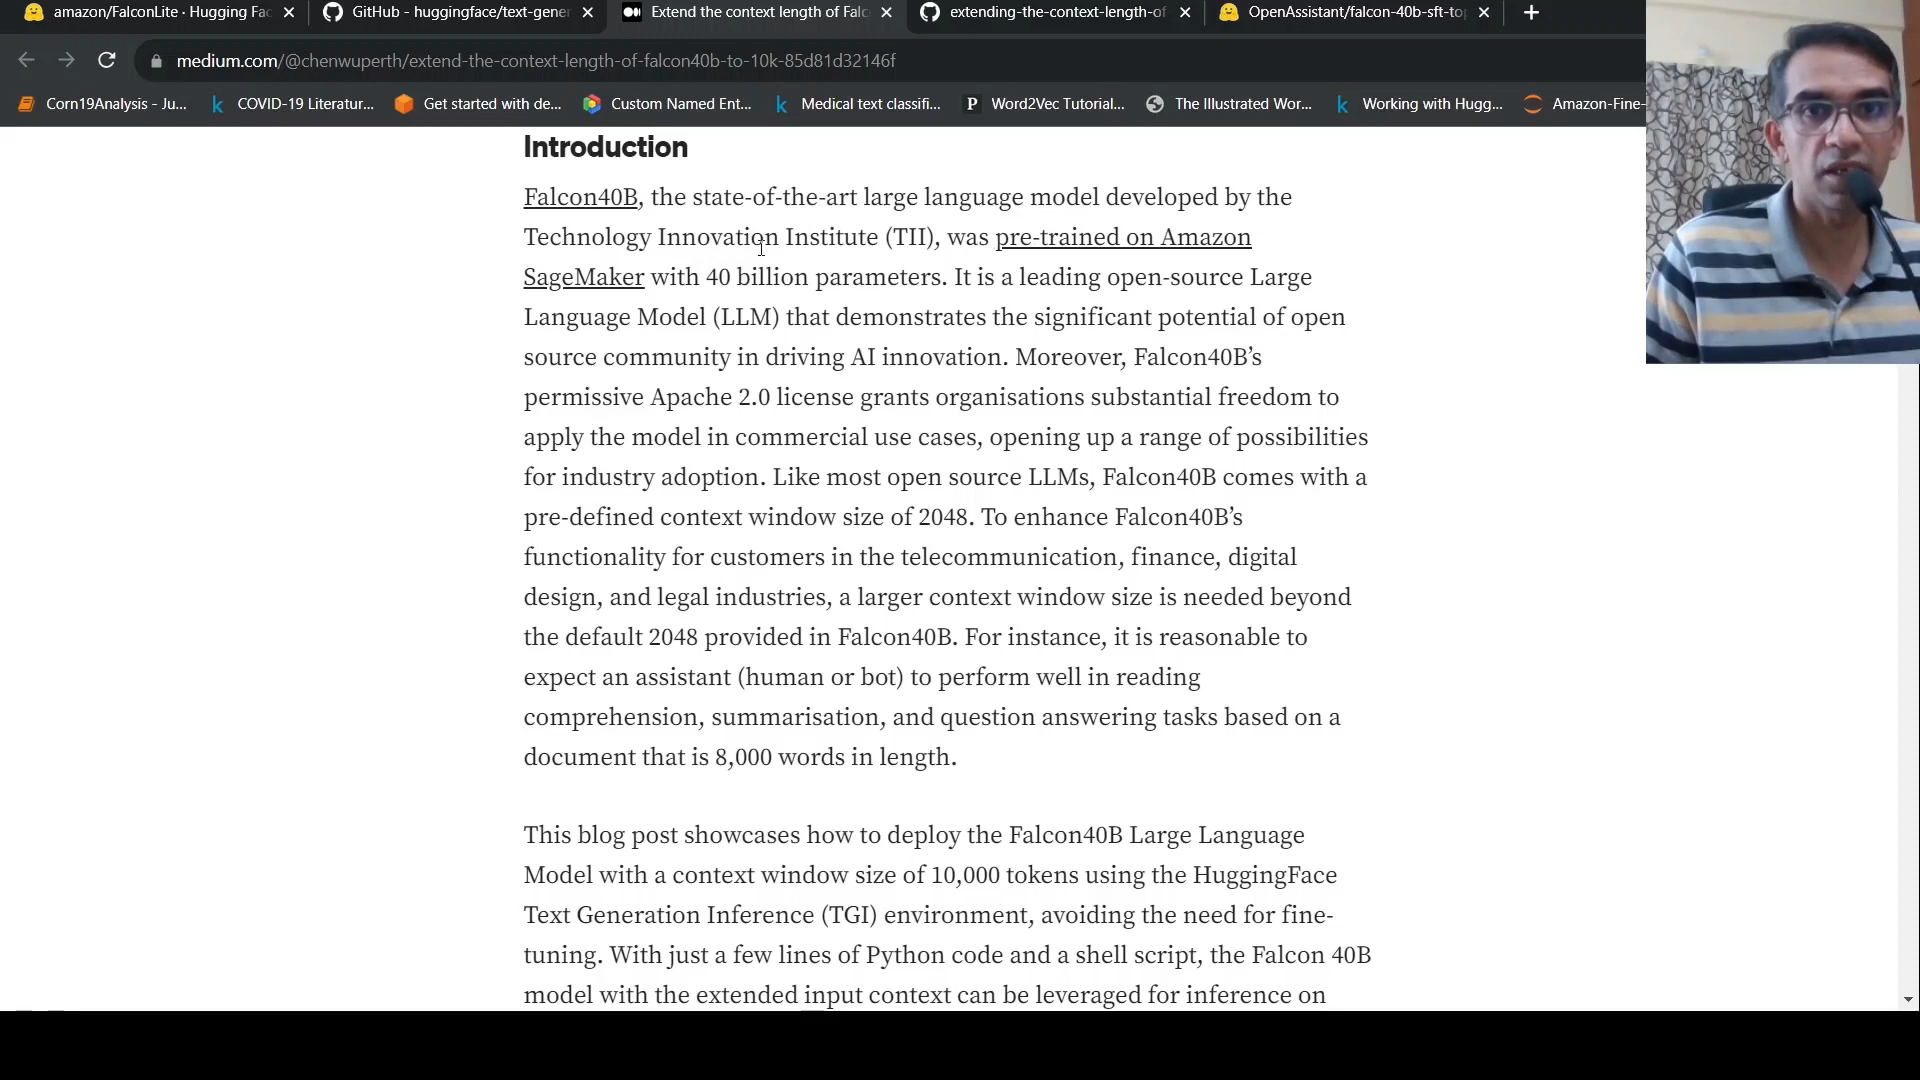 amazon/FalconLite · Hugging Fac
GitHub - huggingface/text-gener
Extend the context length of Falc
extending-the-context-length-of
OpenAssistant/falcon-40b-sft-to
medium.com/@chenwuperth/extend-the-context-length-of-falcon40b-to-10k-85d81d32146f
Corn19Analysis - Ju...
COVID-19 Literatur...
Get started with de...
Custom Named Ent...
Medical text classifi...
Word2Vec Tutorial...
The Illustrated Wor...
Working with Hugg...
Amazon-Fine-
Introduction
Falcon40B, the state-of-the-art large language model developed by the
Technology Innovation Institute (TII), was pre-trained on Amazon
SageMaker with 40 billion parameters. It is a leading open-source Large
Language Model (LLM) that demonstrates the significant potential of open
source community in driving AI innovation. Moreover, Falcon40B’s
permissive Apache 2.0 license grants organisations substantial freedom to
apply the model in commercial use cases, opening up a range of possibilities
for industry adoption. Like most open source LLMs, Falcon40B comes with a
pre-defined context window size of 2048. To enhance Falcon40B’s
functionality for customers in the telecommunication, finance, digital
design, and legal industries, a larger context window size is needed beyond
the default 2048 provided in Falcon40B. For instance, it is reasonable to
expect an assistant (human or bot) to perform well in reading
comprehension, summarisation, and question answering tasks based on a
document that is 8,000 words in length.
This blog post showcases how to deploy the Falcon40B Large Language
Model with a context window size of 10,000 tokens using the HuggingFace
Text Generation Inference (TGI) environment, avoiding the need for fine-
tuning. With just a few lines of Python code and a shell script, the Falcon 40B
model with the extended input context can be leveraged for inference on